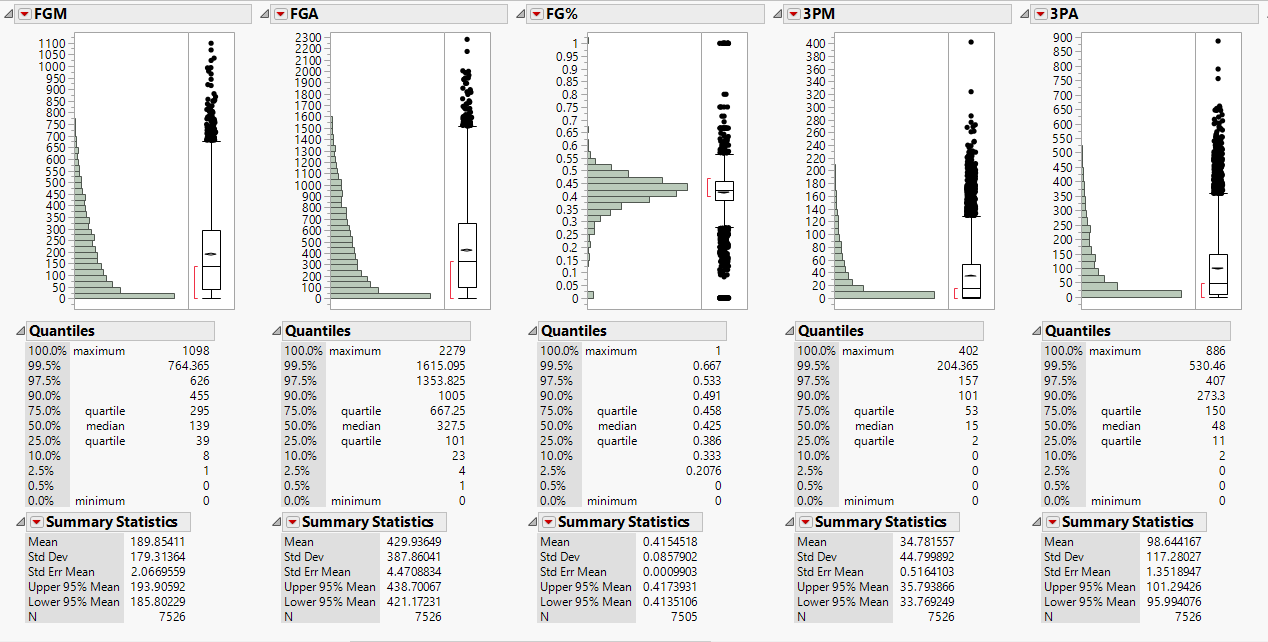 FGM FGA FG% 3PM 3PA
1100 1050 1000 950 900 850 800 750 700 650 600 550 500 450 400 350 300 250 200 150 100 50 0
2300 2200 2100 2000 1900 1800 1700 1600 1500 1400 1300 1200 1100 1000 900 800 700 600 500 400 300 200 100 0
1 0.95 0.9 0.85 0.8 0.75 0.7 0.65 0.6 0.55 0.5 0.45 0.4 0.35 0.3 0.25 0.2 0.15 0.1 0.05 0
400 380 360 340 320 300 280 260 240 220 200 180 160 140 120 100 80 60 40 20 0
900 850 800 750 700 650 600 550 500 450 400 350 300 250 200 150 100 50 0
Quantiles Quantiles Quantiles Quantiles Quantiles
100.0% maximum 1098 100.0% maximum 2279 100.0% maximum 1 100.0% maximum 402 100.0% maximum 886
99.5% 764.365 99.5% 1615.095 99.5% 0.667 99.5% 204.365 99.5% 530.46
97.5% 626 97.5% 1353.825 97.5% 0.533 97.5% 157 97.5% 407
90.0% 455 90.0% 1005 90.0% 0.491 90.0% 101 90.0% 273.3
75.0% quartile 295 75.0% quartile 667.25 75.0% quartile 0.458 75.0% quartile 53 75.0% quartile 150
50.0% median 139 50.0% median 327.5 50.0% median 0.425 50.0% median 15 50.0% median 48
25.0% quartile 39 25.0% quartile 101 25.0% quartile 0.386 25.0% quartile 2 25.0% quartile 11
10.0% 8 10.0% 23 10.0% 0.333 10.0% 0 10.0% 2
2.5% 1 2.5% 4 2.5% 0.2076 2.5% 0 2.5% 0
0.5% 0 0.5% 1 0.5% 0 0.5% 0 0.5% 0
0.0% minimum 0 0.0% minimum 0 0.0% minimum 0 0.0% minimum 0 0.0% minimum 0
Summary Statistics Summary Statistics Summary Statistics Summary Statistics Summary Statistics
Mean 189.85411 Mean 429.93649 Mean 0.4154518 Mean 34.781557 Mean 98.644167
Std Dev 179.31364 Std Dev 387.86041 Std Dev 0.0857902 Std Dev 44.799892 Std Dev 117.28027
Std Err Mean 2.0669559 Std Err Mean 4.4708834 Std Err Mean 0.0009903 Std Err Mean 0.5164103 Std Err Mean 1.3518947
Upper 95% Mean 193.90592 Upper 95% Mean 438.70067 Upper 95% Mean 0.4173931 Upper 95% Mean 35.793866 Upper 95% Mean 101.29426
Lower 95% Mean 185.80229 Lower 95% Mean 421.17231 Lower 95% Mean 0.4135106 Lower 95% Mean 33.769249 Lower 95% Mean 95.994076
N 7526 N 7526 N 7505 N 7526 N 7526